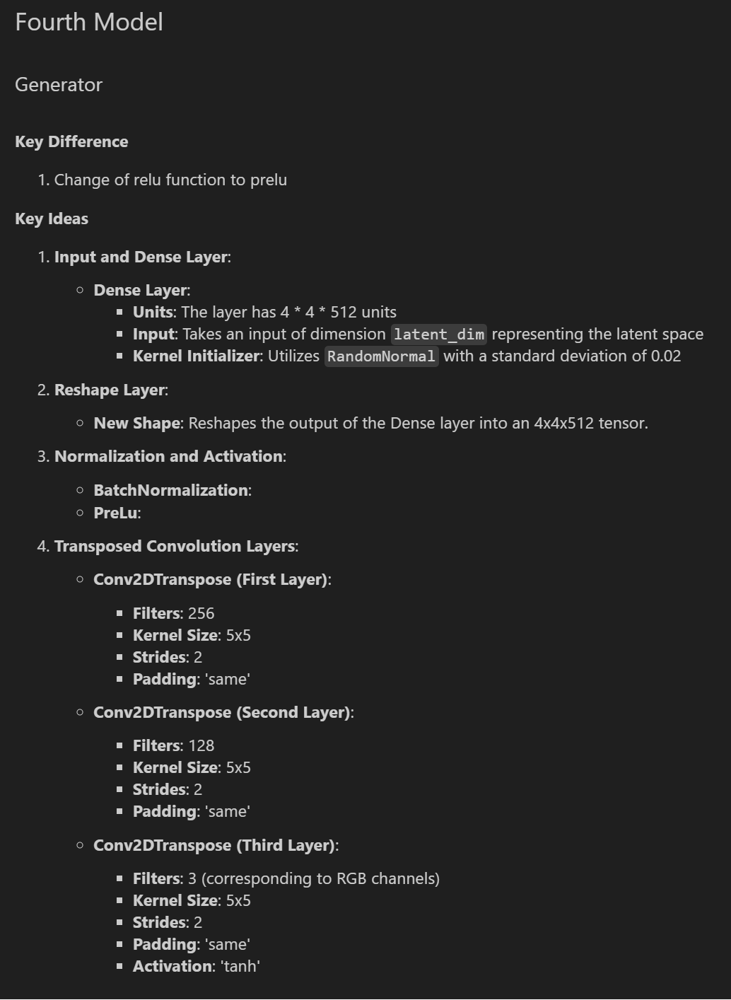 Fourth Model
Generator
Key Difference
1. Change of relu function to prelu
Key Ideas
1. Input and Dense Layer:
Dense Layer:
Units: The layer has 4 * 4 * 512 units
Input: Takes an input of dimension latent_dim representing the latent space
Kernel Initializer: Utilizes RandomNormal with a standard deviation of 0.02
2. Reshape Layer:
New Shape: Reshapes the output of the Dense layer into an 4x4x512 tensor.
3. Normalization and Activation:
BatchNormalization:
PreLu:
4. Transposed Convolution Layers:
Conv2DTranspose (First Layer):
Filters: 256
Kernel Size: 5x5
Strides: 2
Padding: 'same'
Conv2DTranspose (Second Layer):
Filters: 128
Kernel Size: 5x5
Strides: 2
Padding: 'same'
Conv2DTranspose (Third Layer):
Filters: 3 (corresponding to RGB channels)
Kernel Size: 5x5
Strides: 2
Padding: 'same'
Activation: 'tanh'